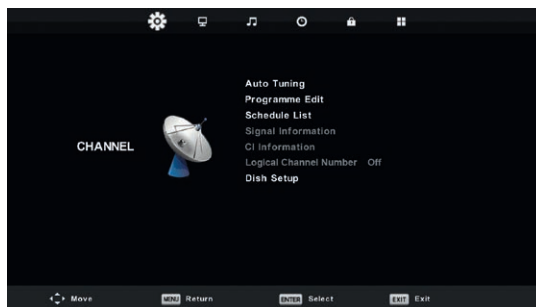 Auto Tuning
Programme Edit
Schedule List
Signal Information
CI Information
Logical Channel Number Off
Dish Setup
CHANNEL
Move
MENU Return
ENTER Select
EXIT Exit